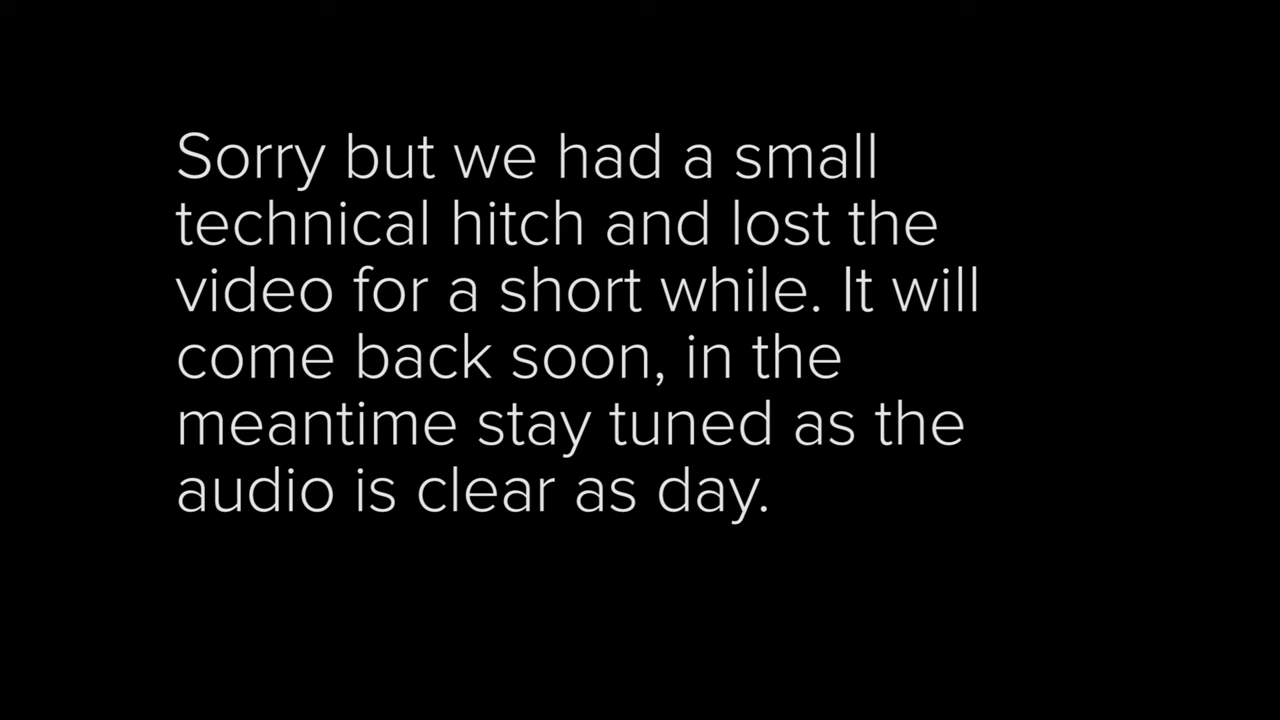 Sorry but we had a small
technical hitch and lost the
video for a short while. It will
come back soon, in the
meantime stay tuned as the
audio is clear as day.